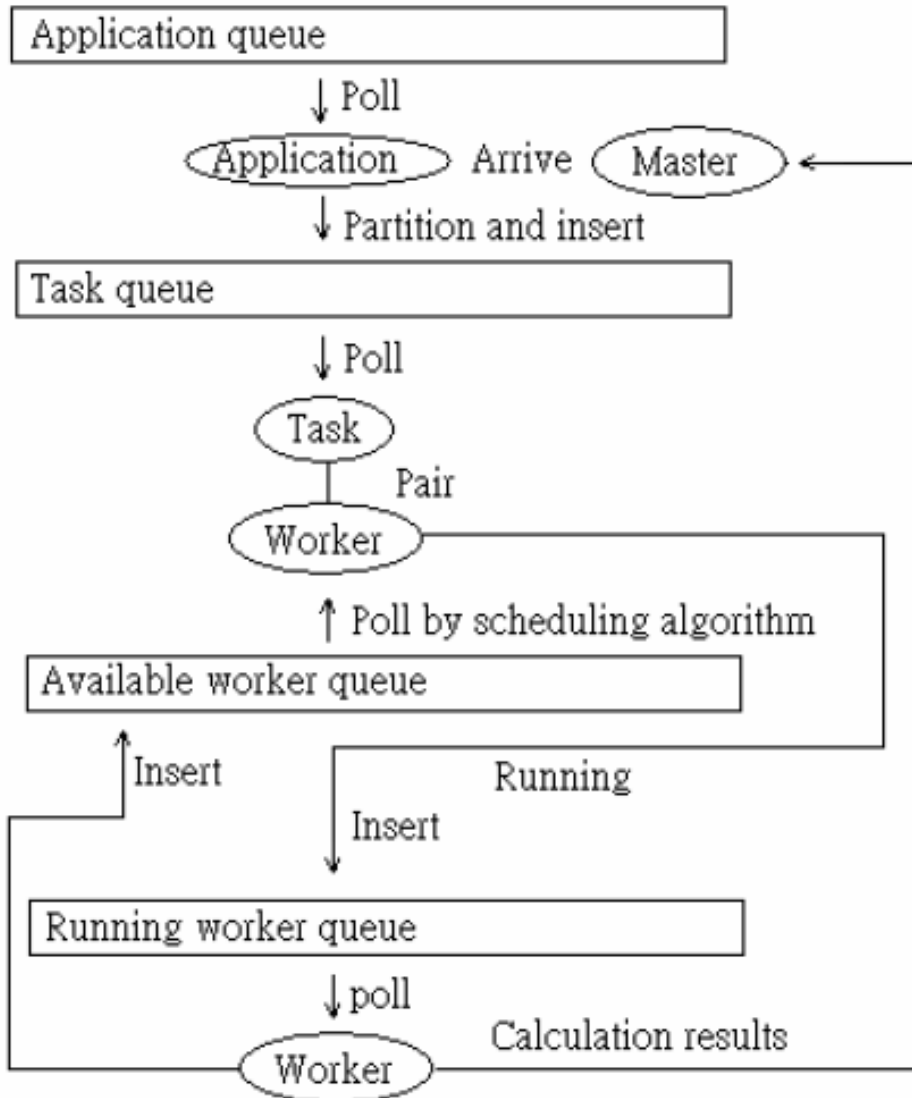 Application queue
Poll
Application
Arrive
Master
Partition and insert
Task queue
Poll
Task
Pair
Worker
Poll by scheduling algorithm
Available worker queue
Insert
Running
Insert
Running worker queue
poll
Calculation results
Worker